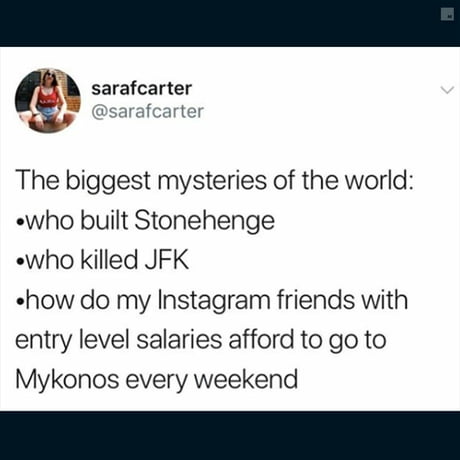 sarafcarter
@sarafcarter
The biggest mysteries of the world:
•who built Stonehenge
•who killed JFK
•how do my Instagram friends with
entry level salaries afford to go to
Mykonos every weekend